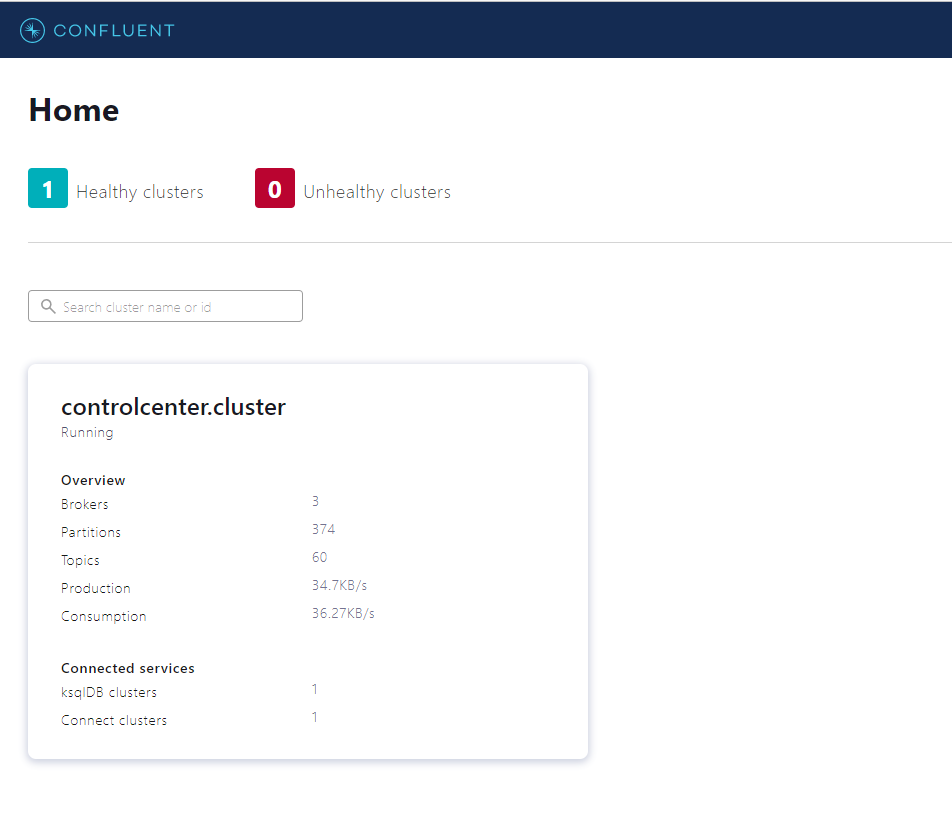 CONFLUENT
Home
1 Healthy clusters 0 Unhealthy clusters
Search cluster name or id
controlcenter.cluster
Running
Overview
Brokers 3
Partitions 374
Topics 60
Production 34.7KB/s
Consumption 36.27KB/s
Connected services
ksqlDB clusters 1
Connect clusters 1